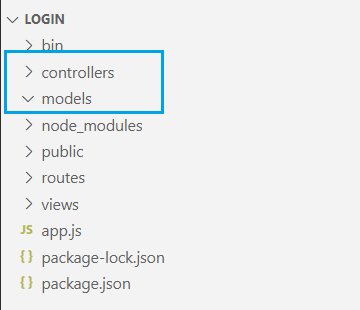 LOGIN
bin
controllers
models
node_modules
public
routes
views
JS app.js
{ } package-lock.json
{ } package.json